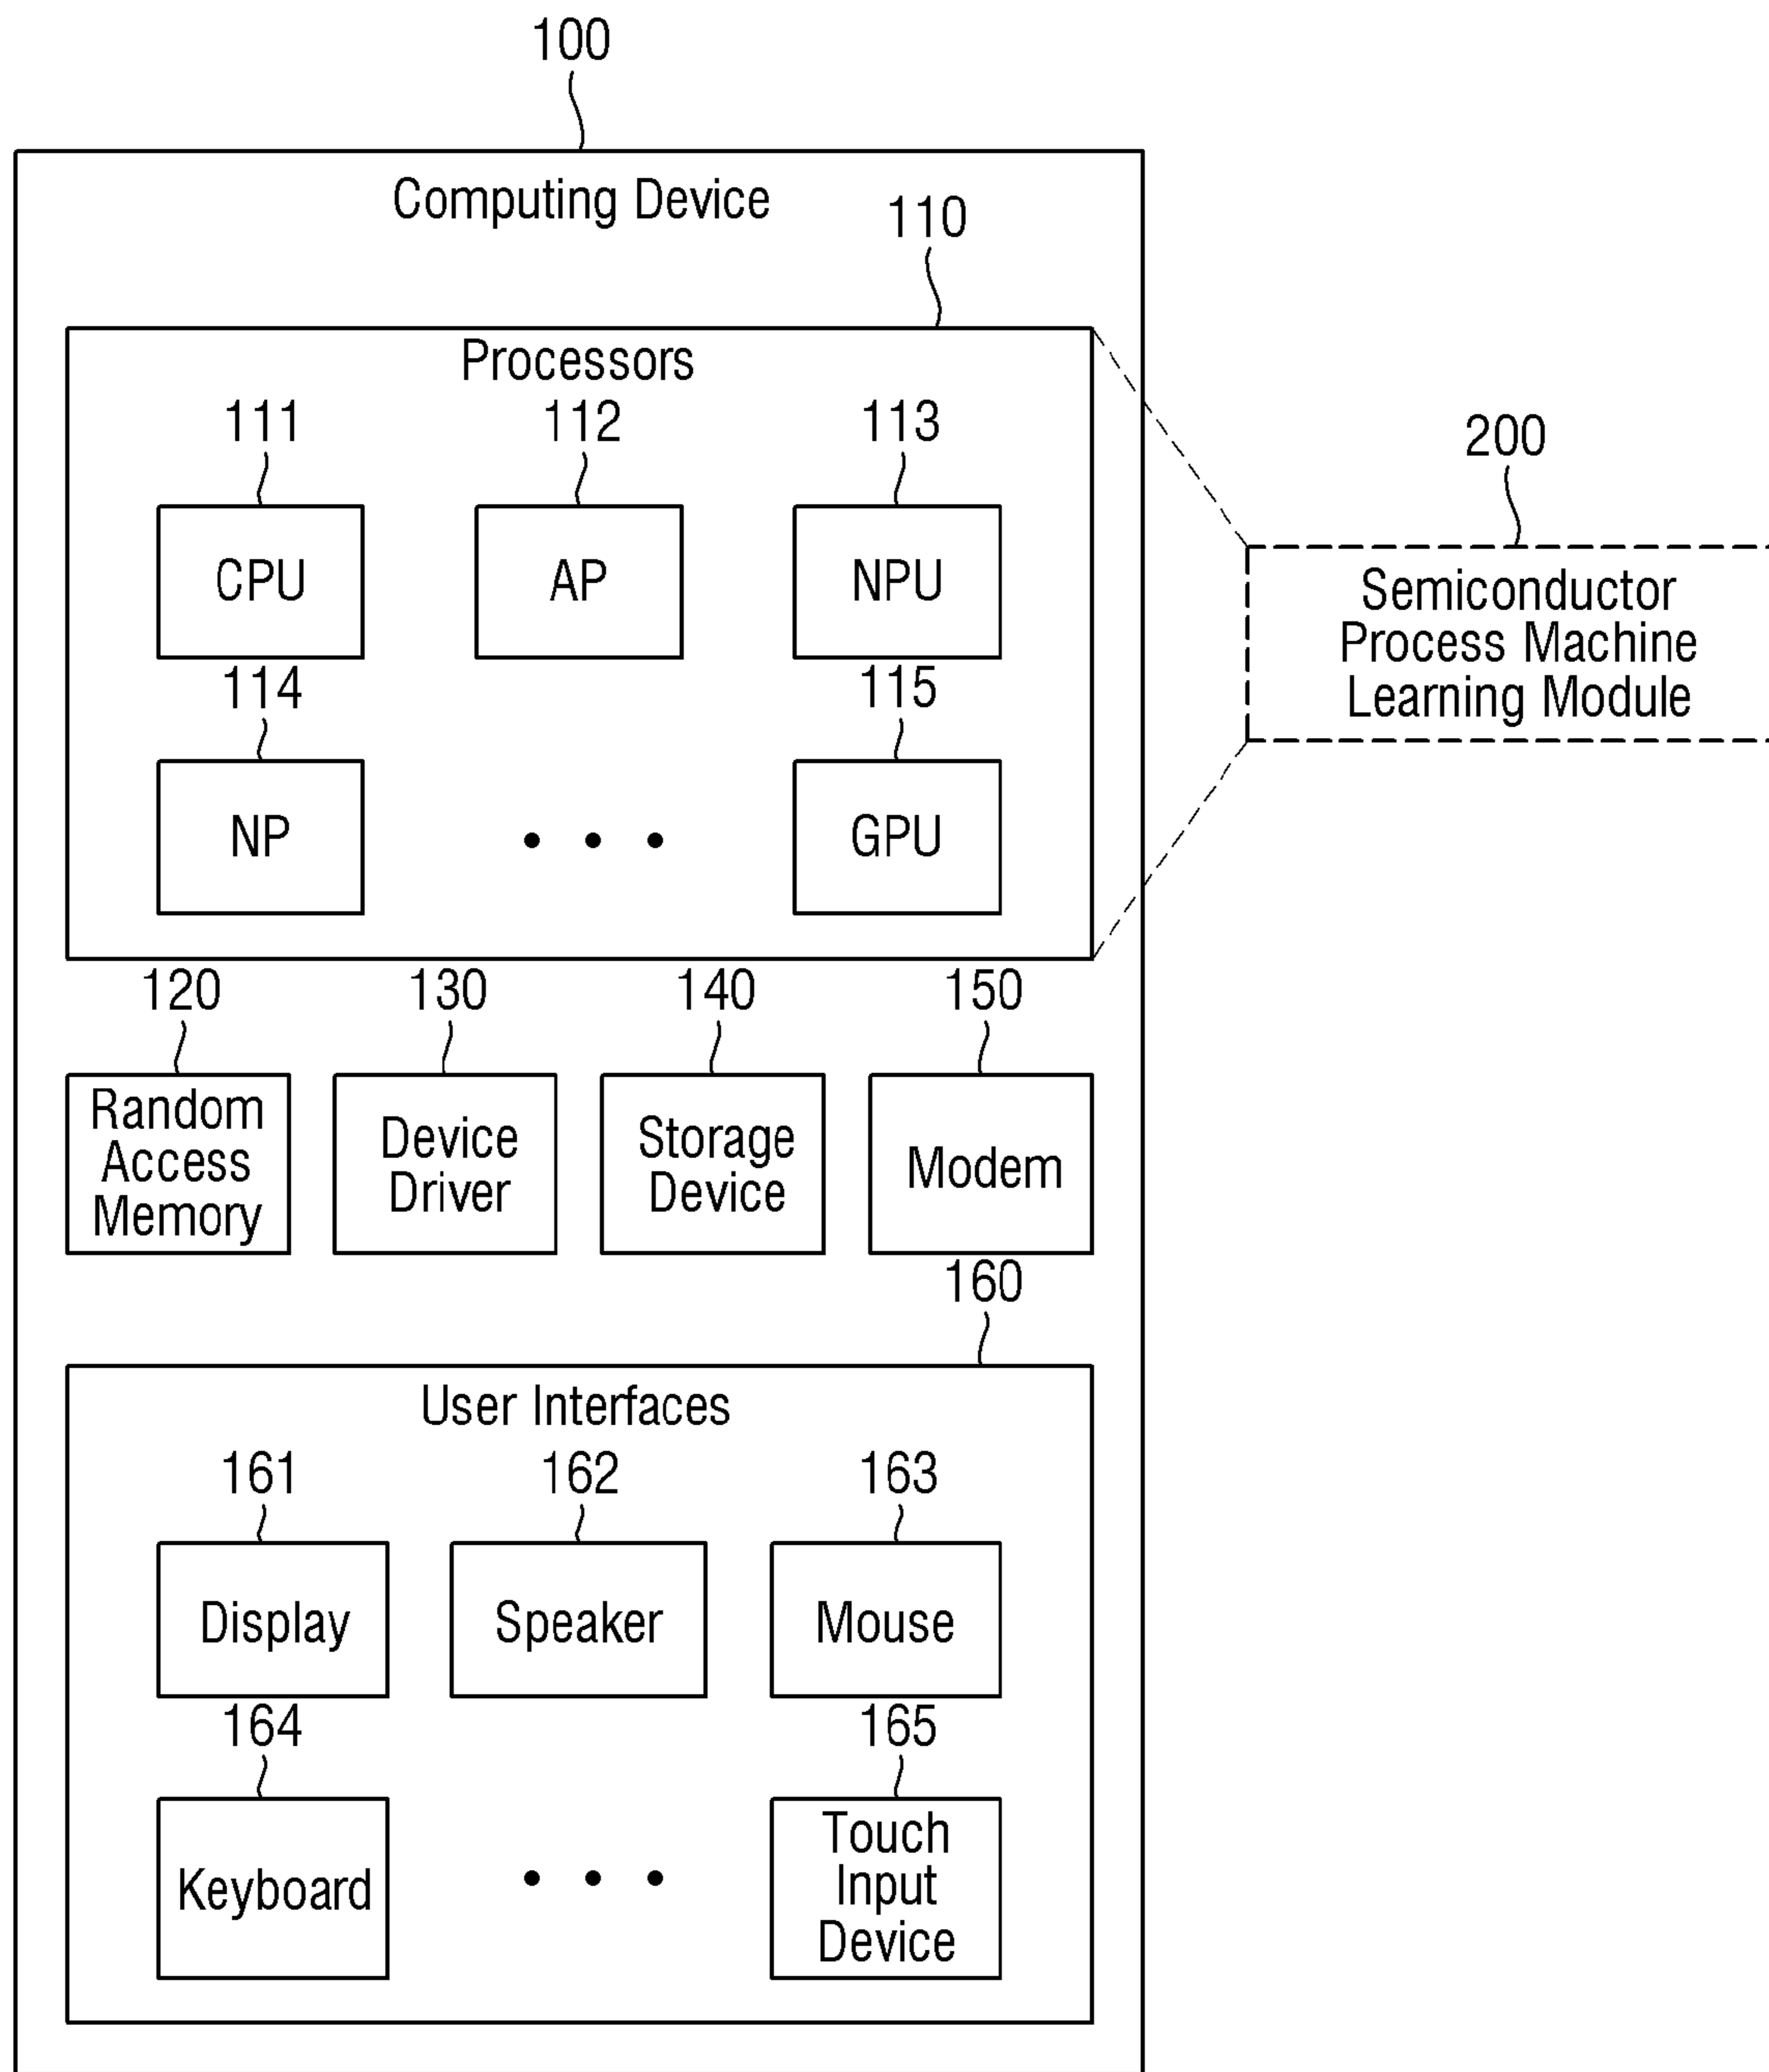 100
Computing Device
110
Processors
111 112 113
CPU AP NPU
114 115
NP GPU
200
Semiconductor
Process Machine
Learning Module
120 130 140 150
Random
Access
Memory
Device
Driver
Storage
Device
Modem
160
User Interfaces
161 162 163
Display Speaker Mouse
164 165
Keyboard
Touch
Input
Device